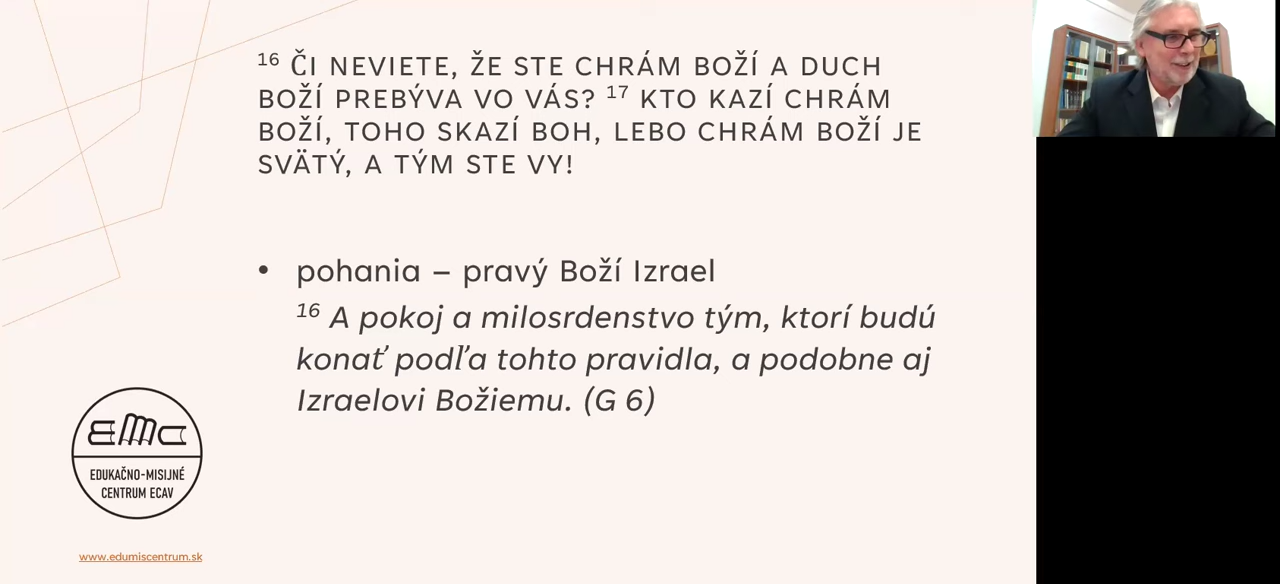 ¹⁶ ČI NEVIETE, ŽE STE CHRÁM BOŽÍ A DUCH
BOŽÍ PREBÝVA VO VÁS? ¹⁷ KTO KAZÍ CHRÁM
BOŽÍ, TOHO SKAZÍ BOH, LEBO CHRÁM BOŽÍ JE
SVÄTÝ, A TÝM STE VY!
• pohania – pravý Boží Izrael
¹⁶ A pokoj a milosrdenstvo tým, ktorí budú
konať podľa tohto pravidla, a podobne aj
Izraelovi Božiemu. (G 6)
EMC
EDUKAČNO-MISIJNÉ
CENTRUM ECAV
www.edumiscentrum.sk